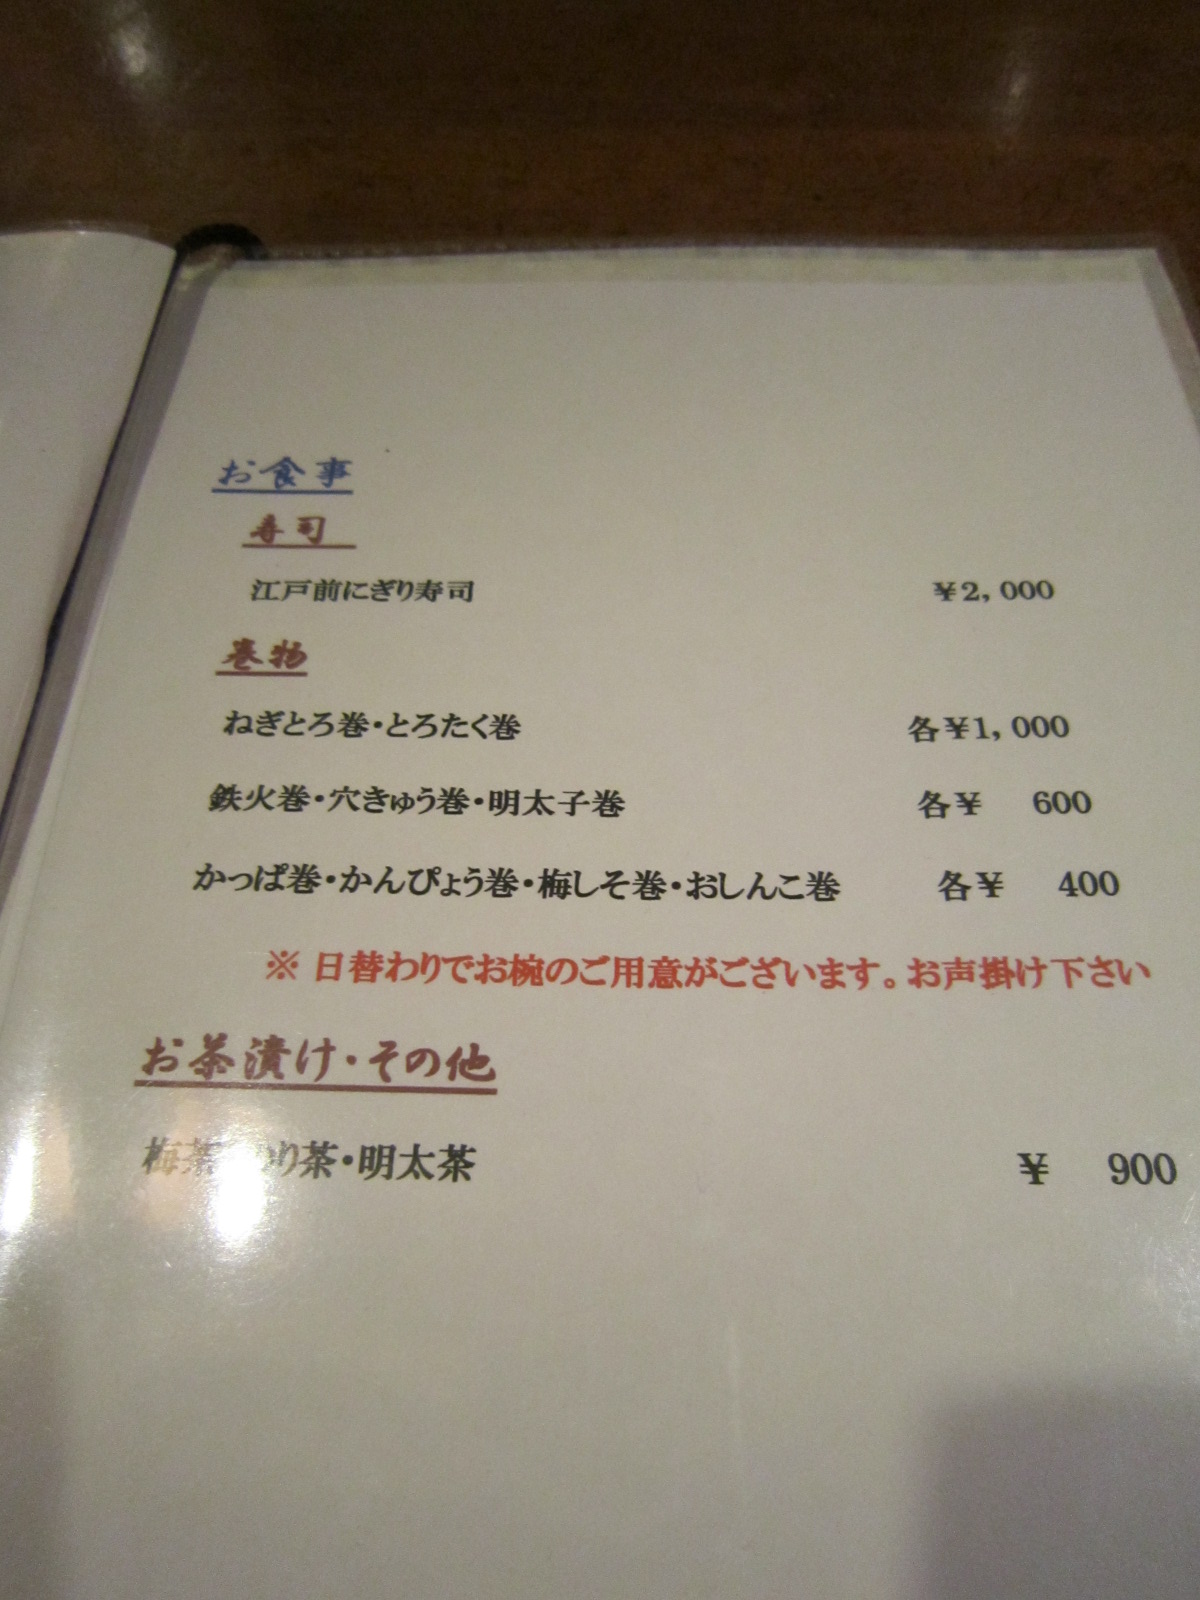 お食事
寿司
江戸前にぎり寿司 ￥2,000
巻物
ねぎとろ巻・とろたく巻 各￥1,000
鉄火巻・穴きゅう巻・明太子巻 各￥ 600
かっぱ巻・かんぴょう巻・梅しそ巻・おしんこ巻 各￥ 400
※ 日替わりでお椀のご用意がございます。お声掛け下さい
お茶漬け・その他
梅茶 茶・明太茶 ￥ 900